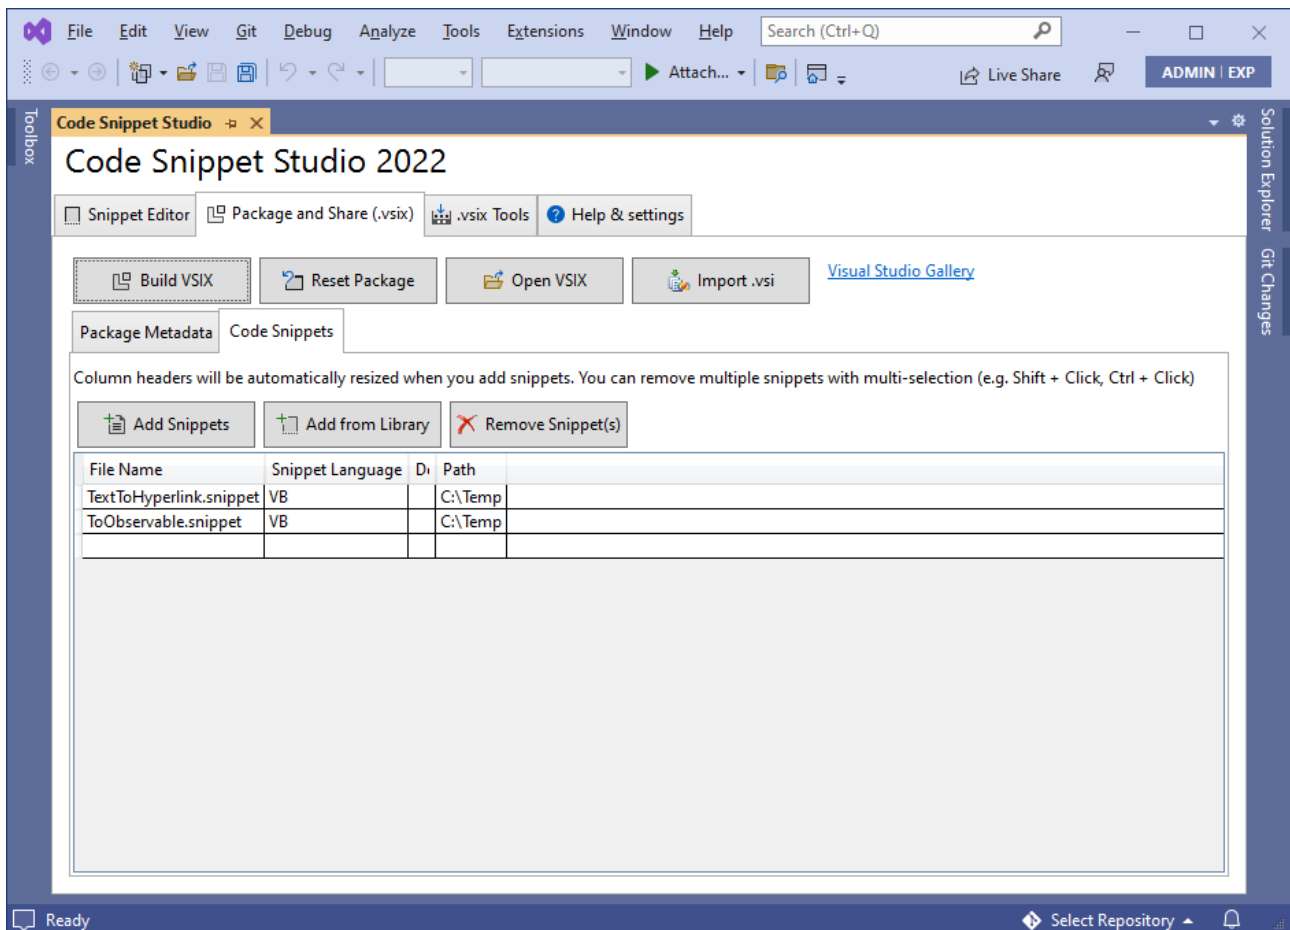 File Edit View Git Debug Analyze Tools Extensions Window Help Search (Ctrl+Q)
Attach... Live Share ADMIN | EXP
Toolbox
Code Snippet Studio
Code Snippet Studio 2022
Snippet Editor Package and Share (.vsix) .vsix Tools Help & settings
Build VSIX Reset Package Open VSIX Import .vsi Visual Studio Gallery
Package Metadata Code Snippets
Column headers will be automatically resized when you add snippets. You can remove multiple snippets with multi-selection (e.g. Shift + Click, Ctrl + Click)
Add Snippets Add from Library Remove Snippet(s)
File Name Snippet Language Path
TextToHyperlink.snippet VB C:\Temp
ToObservable.snippet VB C:\Temp
Solution Explorer
Git Changes
Ready Select Repository